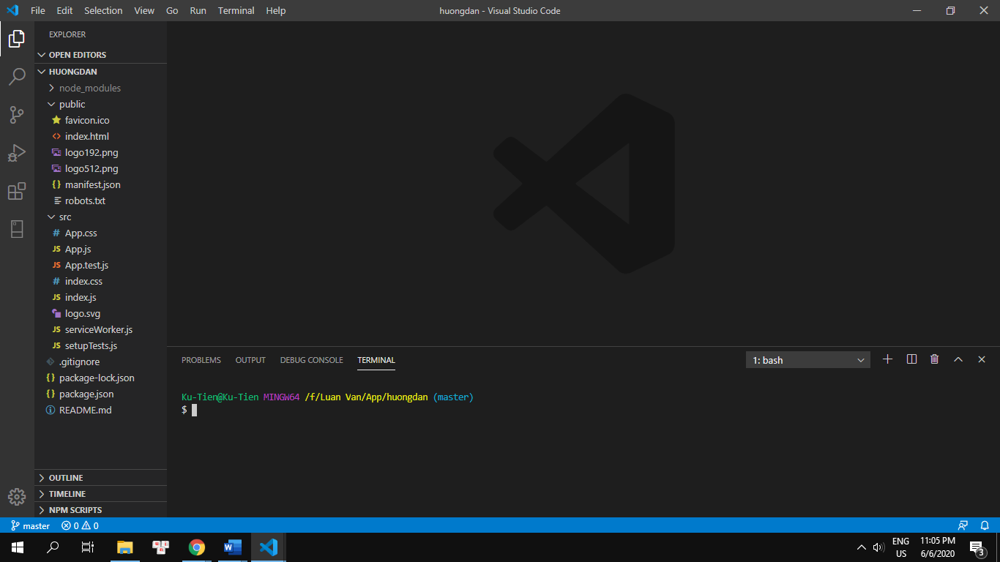 File Edit Selection View Go Run Terminal Help
huongdan - Visual Studio Code
EXPLORER
OPEN EDITORS
HUONGDAN
node_modules
public
favicon.ico
index.html
logo192.png
logo512.png
manifest.json
robots.txt
src
App.css
App.js
App.test.js
index.css
index.js
logo.svg
serviceWorker.js
setupTests.js
.gitignore
package-lock.json
package.json
README.md
OUTLINE
TIMELINE
NPM SCRIPTS
PROBLEMS OUTPUT DEBUG CONSOLE TERMINAL
1: bash
Ku-Tien@Ku-Tien MINGW64 /f/Luan Van/App/huongdan (master)
$
master 0 0
ENG
US
11:05 PM
6/6/2020
3